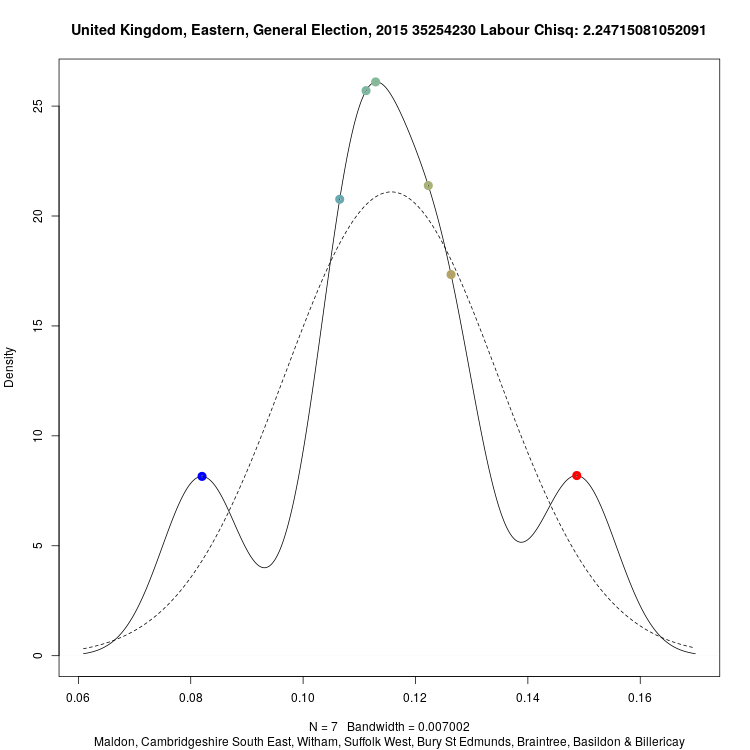 United Kingdom, Eastern, General Election, 2015 35254230 Labour Chisq: 2.24715081052091
Density
25
20
15
10
5
0
0.06 0.08 0.10 0.12 0.14 0.16
N = 7 Bandwidth = 0.007002
Maldon, Cambridgeshire South East, Witham, Suffolk West, Bury St Edmunds, Braintree, Basildon & Billericay